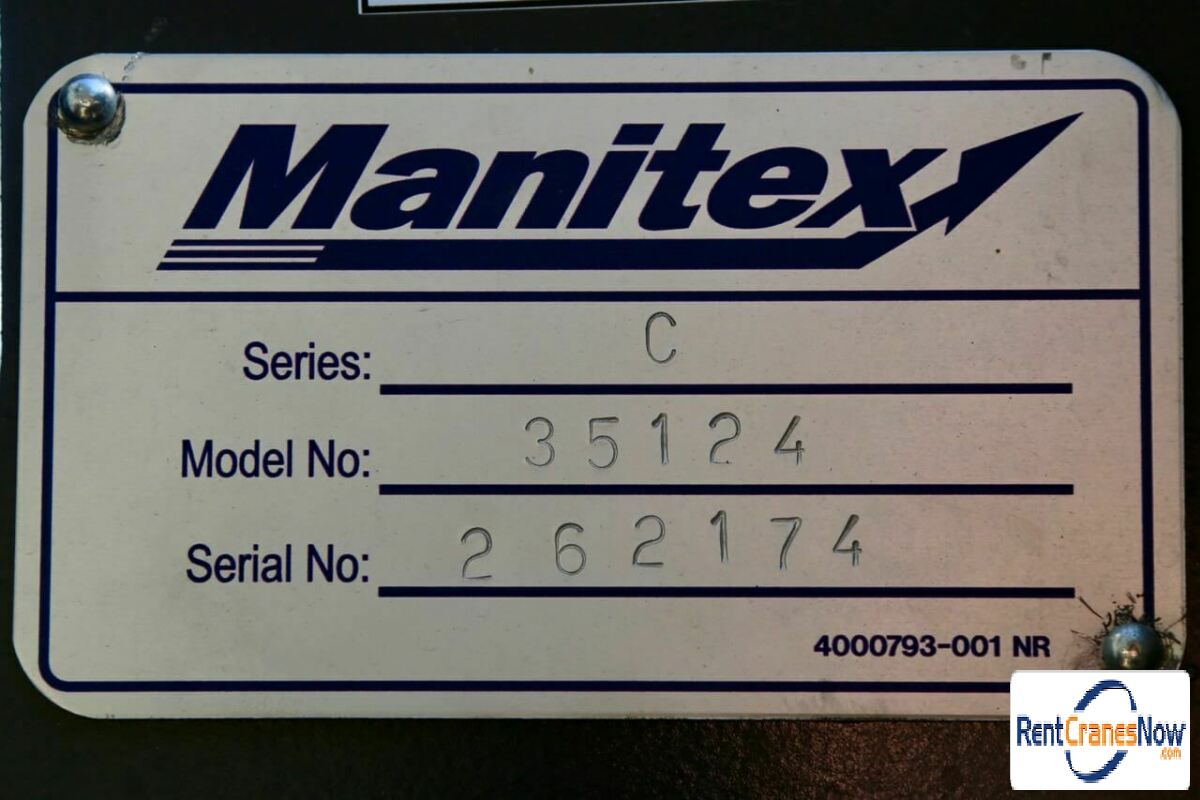 Manitex
Series: C
Model No: 35124
Serial No: 262174
4000793-001 NR
RentCranesNow
.com